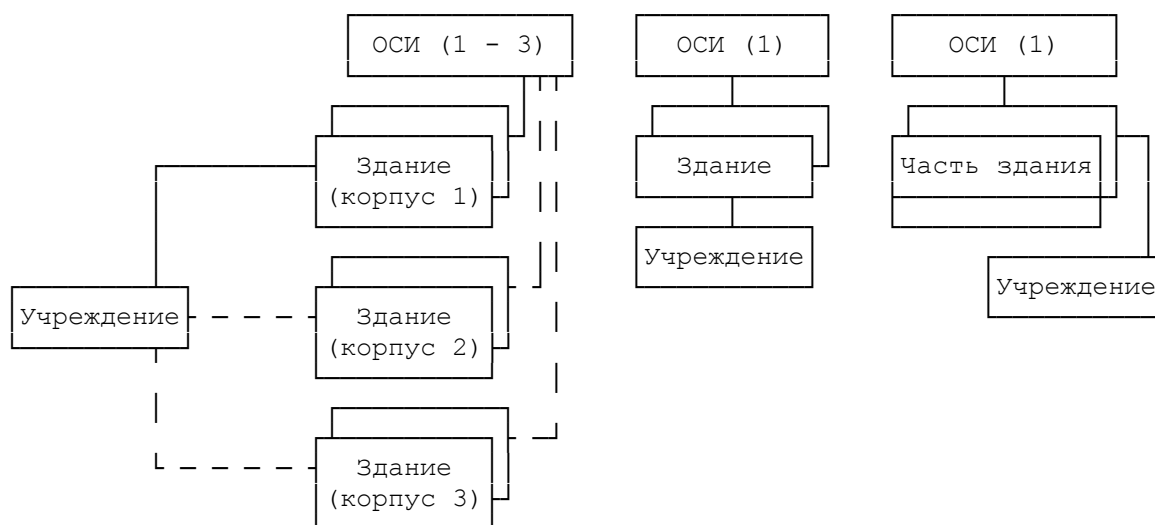 ОСИ (1 - 3)
ОСИ (1)
ОСИ (1)
Здание
(корпус 1)
Здание
Часть здания
Учреждение
Учреждение
Учреждение
Здание
(корпус 2)
Здание
(корпус 3)